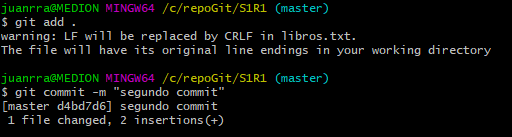 juanrra@MEDION MINGW64 /c/repoGit/S1R1 (master)
$ git add .
warning: LF will be replaced by CRLF in libros.txt.
The file will have its original line endings in your working directory
juanrra@MEDION MINGW64 /c/repoGit/S1R1 (master)
$ git commit -m "segundo commit"
[master d4bd7d6] segundo commit
 1 file changed, 2 insertions(+)